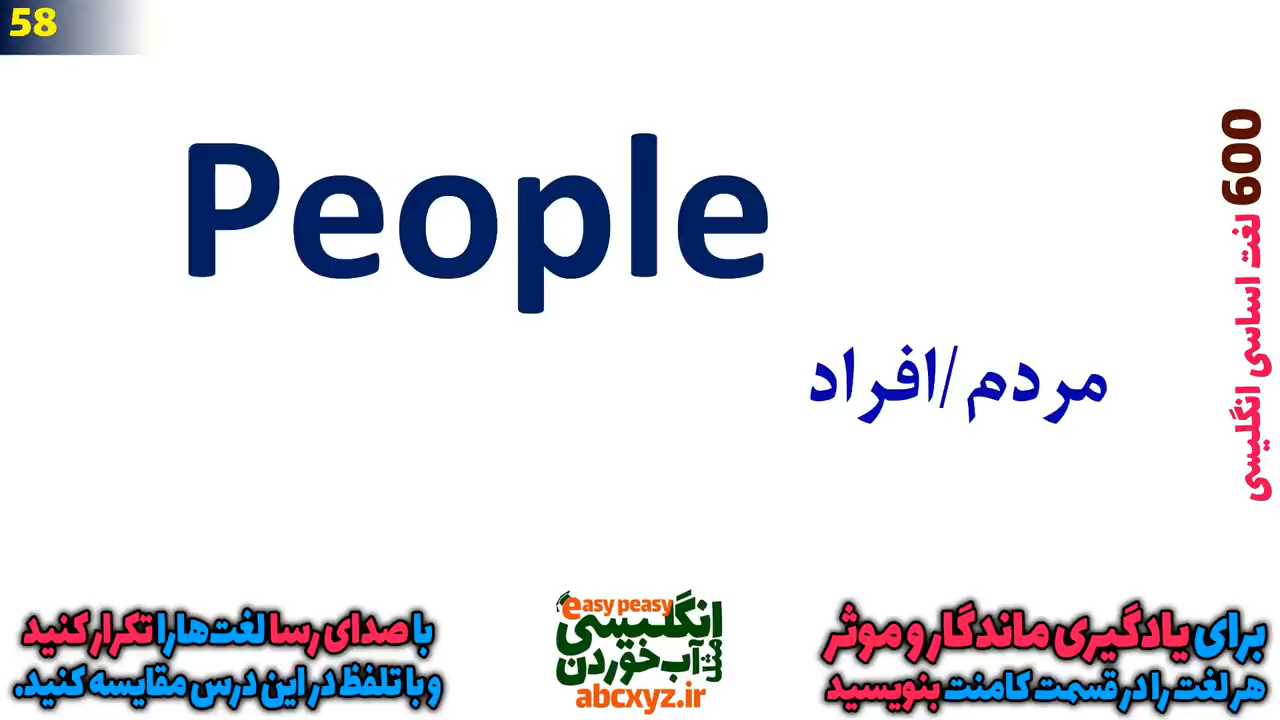 58
People
مردم/افراد
600 لغت اساسی انگلیسی
برای یادگیری ماندگار و موثر
هر لغت را در قسمت کامنت بنویسید
easy peasy
انگلیسی
مثل آب خوردن
abcxyz.ir
با صدای رسا لغت‌ها را تکرار کنید
و با تلفظ در این درس مقایسه کنید.